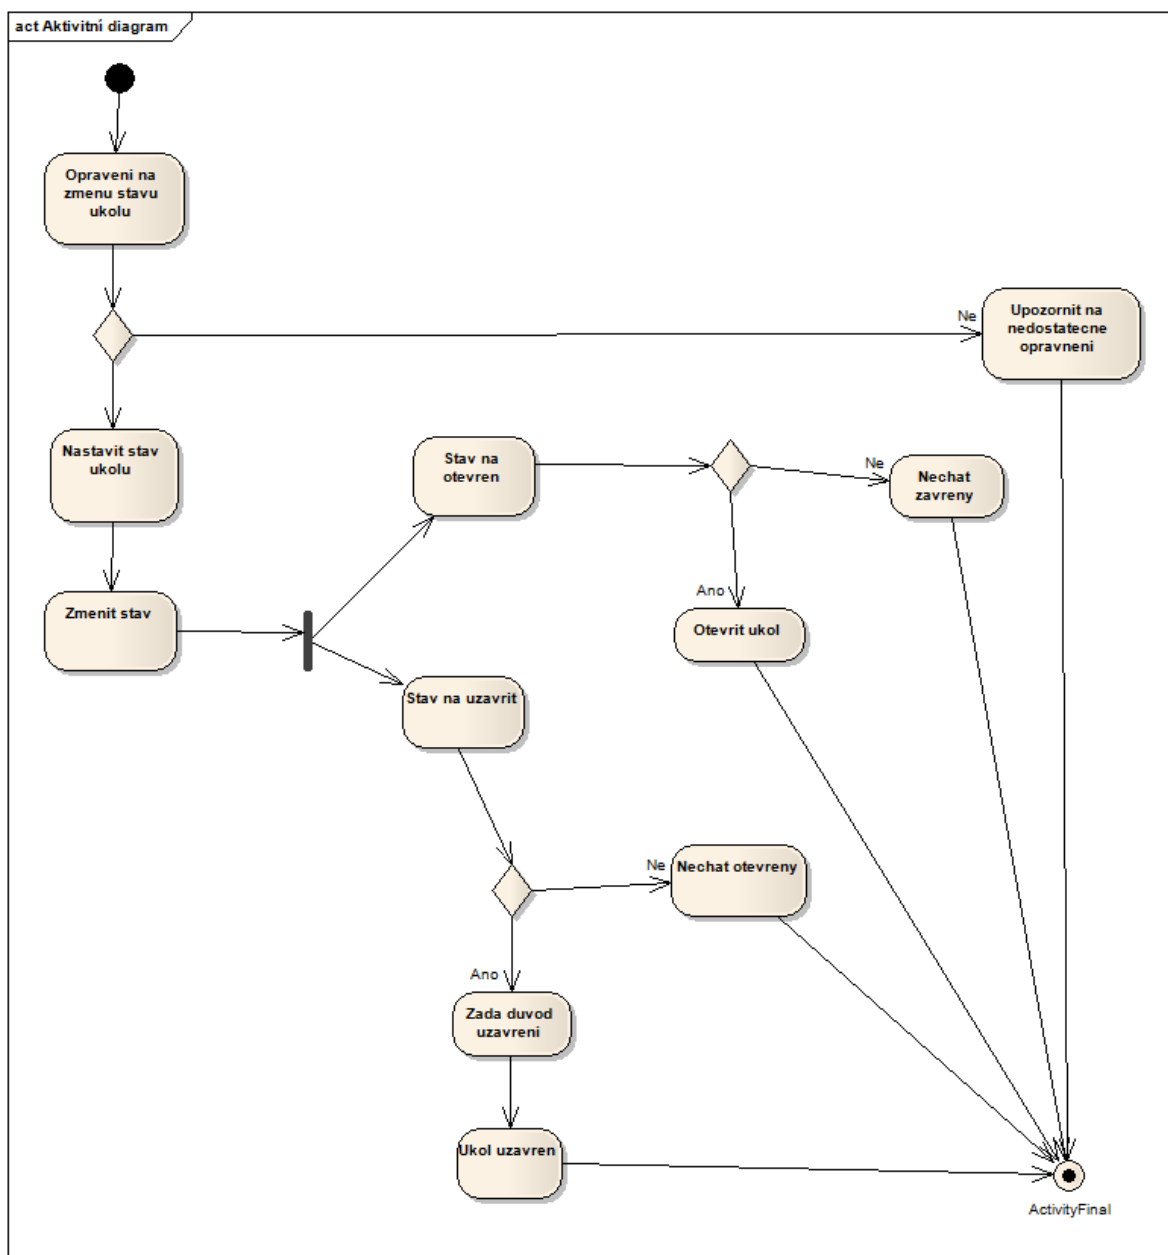 act Aktivitní diagram
Opraveni na
zmenu stavu
ukolu
Ne
Upozornit na
nedostatecne
opravneni
Nastavit stav
ukolu
Stav na
otevren
Ne
Nechat
zavreny
Zmenit stav
Ano
Otevrit ukol
Stav na uzavrit
Ne
Nechat otevreny
Ano
Zada duvod
uzavreni
Ukol uzavren
ActivityFinal